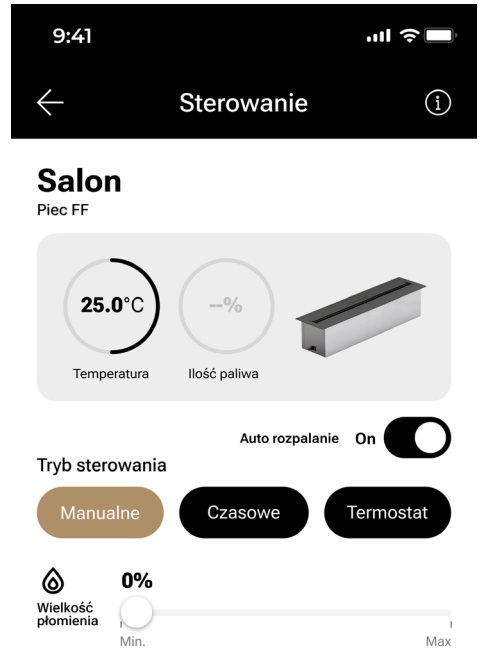 9:41
Sterowanie
Salon
Piec FF
25.0°C
--%
Temperatura
Ilość paliwa
Auto rozpalanie On
Tryb sterowania
Manualne
Czasowe
Termostat
0%
Wielkość
płomienia
Min.
Max